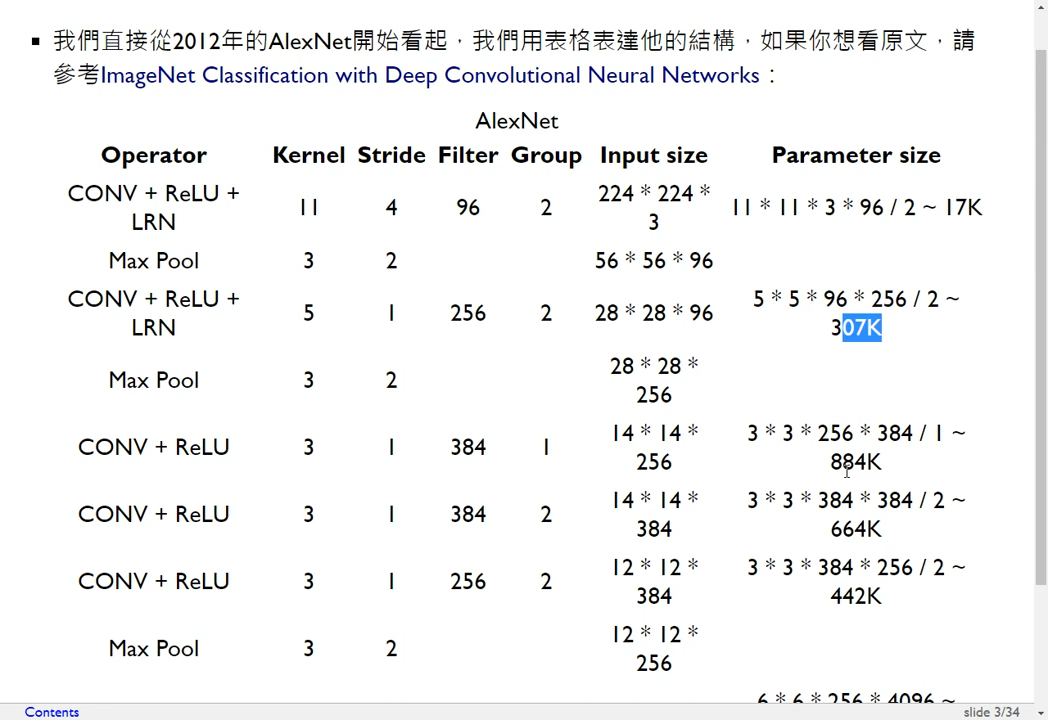 ▪ 我們直接從2012年的AlexNet開始看起，我們用表格表達他的結構，如果你想看原文，請
參考ImageNet Classification with Deep Convolutional Neural Networks：
AlexNet
Operator Kernel Stride Filter Group Input size Parameter size
CONV + ReLU + LRN 11 4 96 2 224 * 224 * 3 11 * 11 * 3 * 96 / 2 ~ 17K
Max Pool 3 2 56 * 56 * 96
CONV + ReLU + LRN 5 1 256 2 28 * 28 * 96 5 * 5 * 96 * 256 / 2 ~ 307K
Max Pool 3 2 28 * 28 * 256
CONV + ReLU 3 1 384 1 14 * 14 * 256 3 * 3 * 256 * 384 / 1 ~ 884K
CONV + ReLU 3 1 384 2 14 * 14 * 384 3 * 3 * 384 * 384 / 2 ~ 664K
CONV + ReLU 3 1 256 2 12 * 12 * 384 3 * 3 * 384 * 256 / 2 ~ 442K
Max Pool 3 2 12 * 12 * 256
6 * 6 * 256 * 4096 ~
Contents slide 3/34